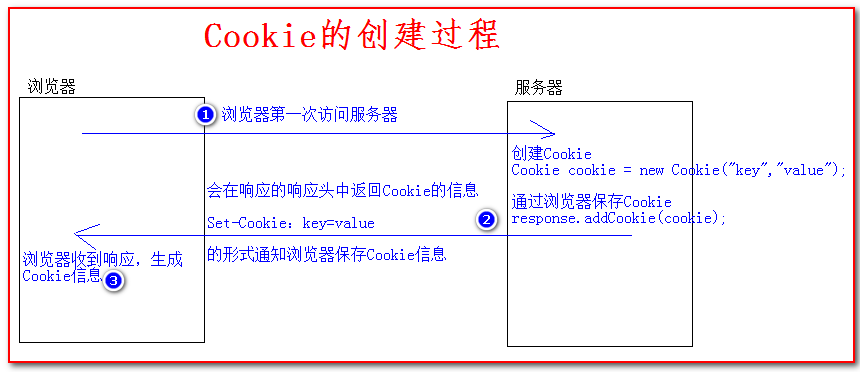 Cookie的创建过程
浏览器
服务器
1 浏览器第一次访问服务器
创建Cookie
Cookie cookie = new Cookie("key","value");
会在响应的响应头中返回Cookie的信息
通过浏览器保存Cookie
response.addCookie(cookie);
Set-Cookie：key=value
2
的形式通知浏览器保存Cookie信息
浏览器收到响应，生成
Cookie信息 3